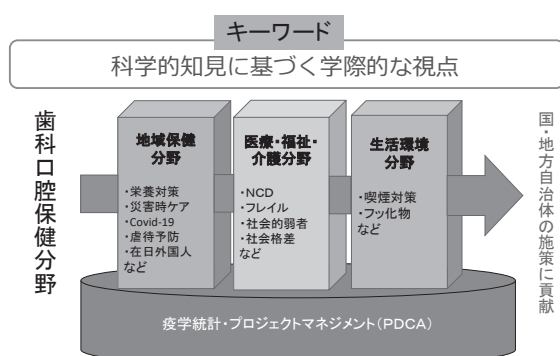 キーワード
科学的知見に基づく学際的な視点
歯科口腔保健分野
地域保健
分野
・栄養対策
・災害時ケア
・Covid-19
・虐待予防
・在日外国人
など
医療・福祉・
介護分野
・NCD
・フレイル
・社会的弱者
・社会格差
など
生活環境
分野
・喫煙対策
・フッ化物
など
国・地方自治体の施策に貢献
疫学統計・プロジェクトマネジメント(PDCA)